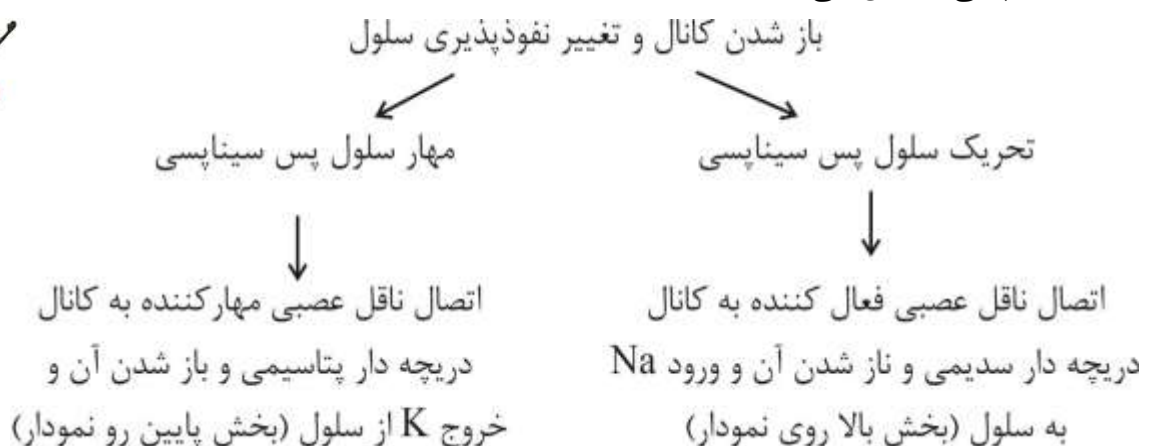 باز شدن کانال و تغییر نفوذپذیری سلول
تحریک سلول پس سیناپسی
اتصال ناقل عصبی فعال کننده به کانال
دریچه دار سدیمی و ناز شدن آن و ورود Na
به سلول (بخش بالا روی نمودار)
مهار سلول پس سیناپسی
اتصال ناقل عصبی مهارکننده به کانال
دریچه دار پتاسیمی و باز شدن آن و
خروج K از سلول (بخش پایین رو نمودار)